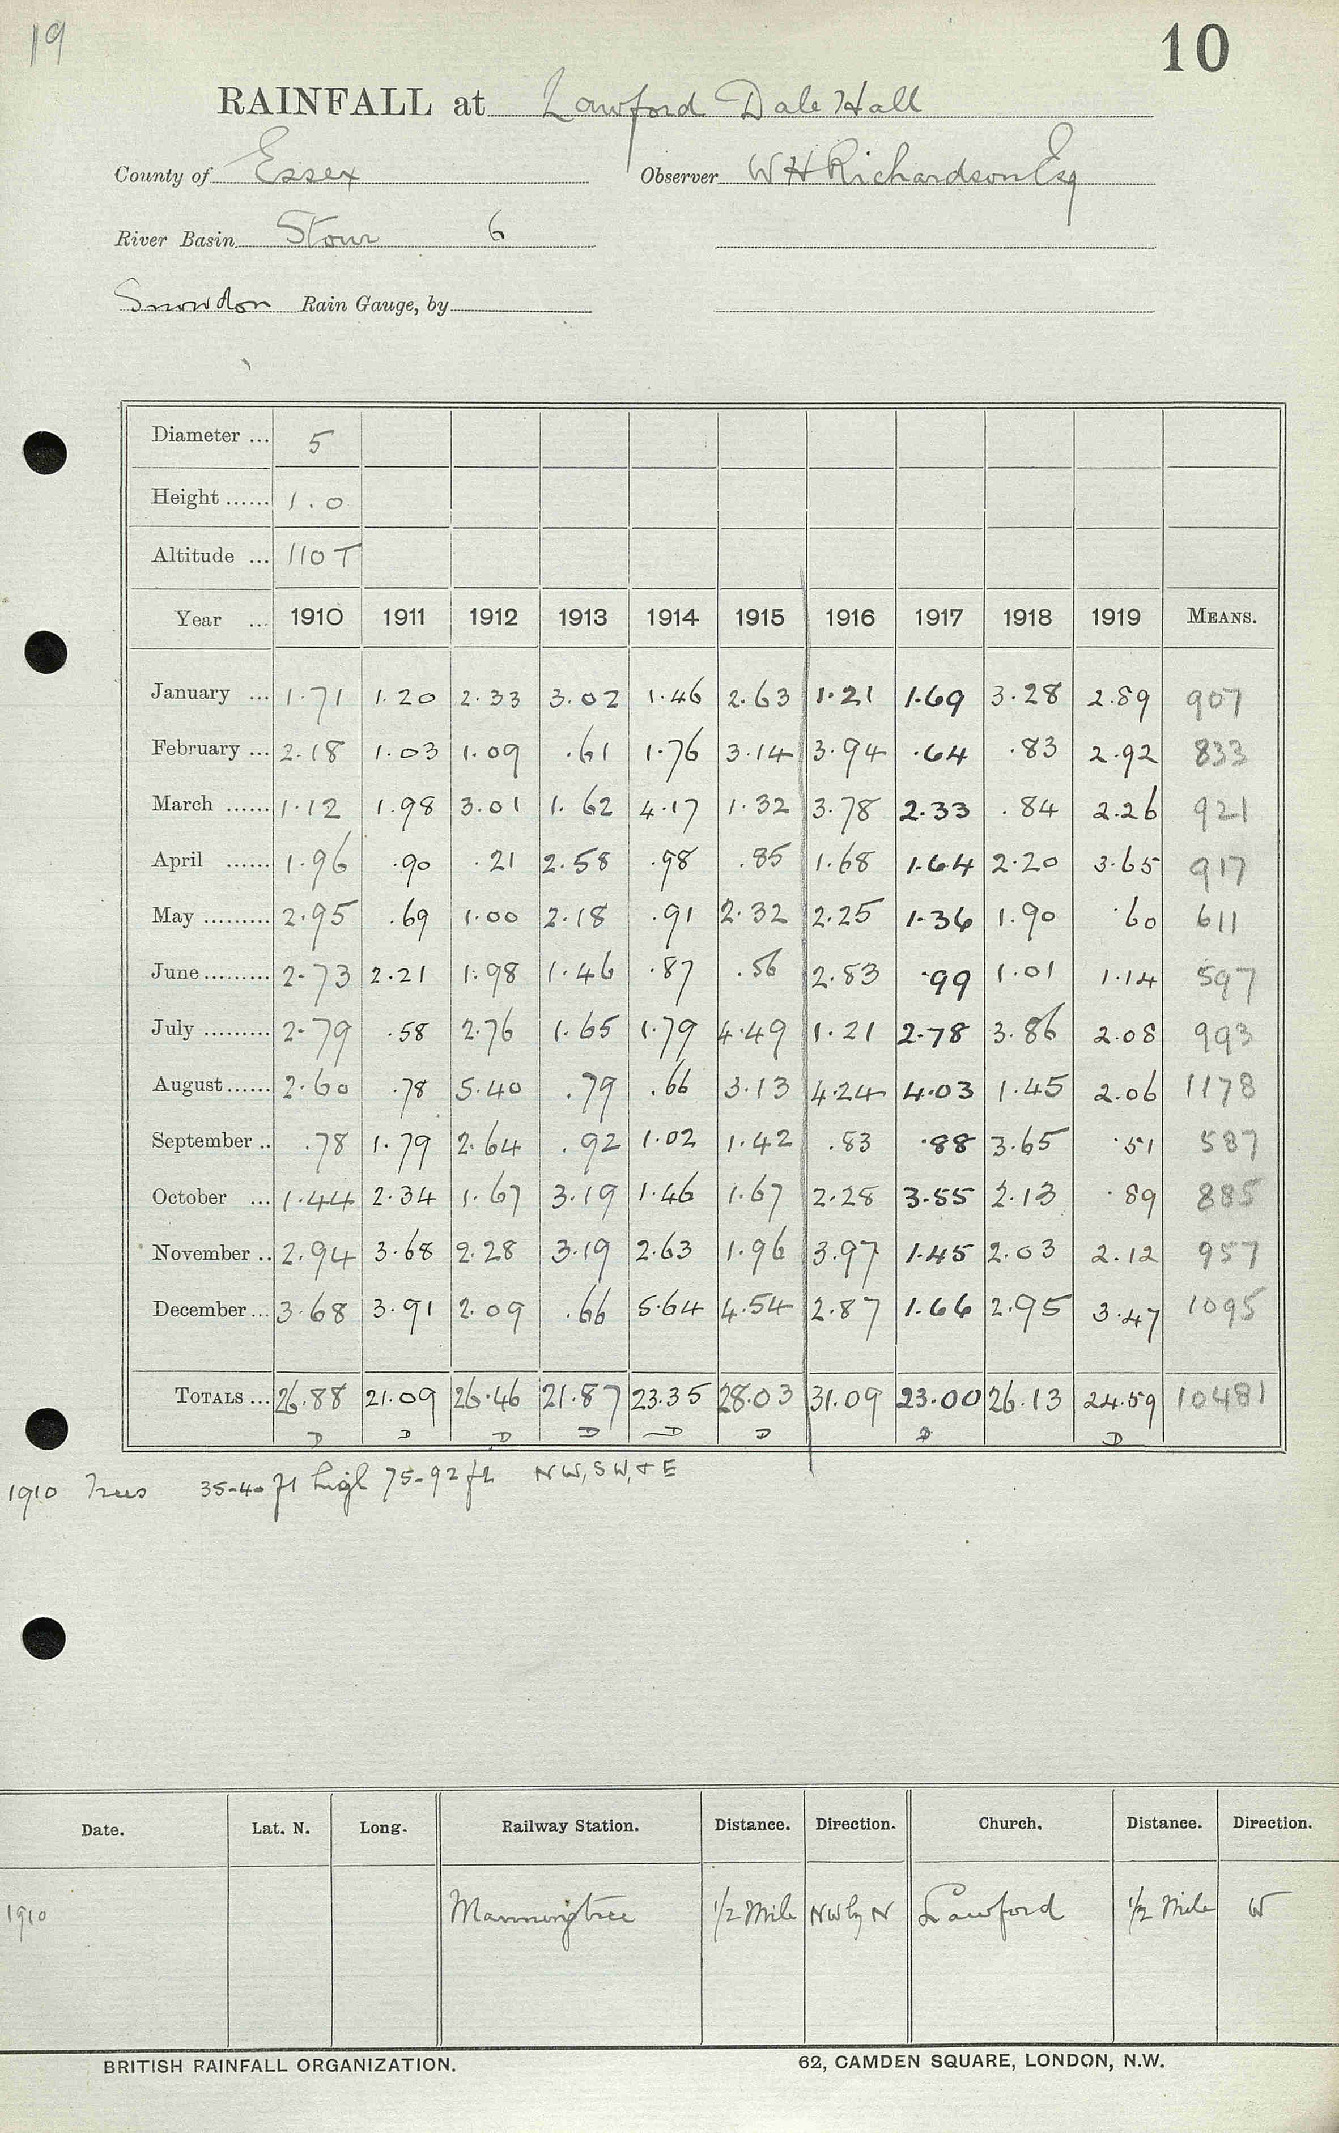 19
10
RAINFALL at Lawford Dale Hall
County of Essex Observer W H Richardson Esq
River Basin Stour 6
Snowdon Rain Gauge, by
Diameter ... 5
Height ...... 1.0
Altitude ... 110 T
Year ... 1910 1911 1912 1913 1914 1915 1916 1917 1918 1919 MEANS.
January ... 1.71 1.20 2.33 3.02 1.46 2.63 1.21 1.69 3.28 2.89 907
February ... 2.18 1.03 1.09 .61 1.76 3.14 3.94 .64 .83 2.92 833
March ...... 1.12 1.98 3.01 1.62 4.17 1.32 3.78 2.33 .84 2.26 921
April ...... 1.96 .90 .21 2.58 .98 .85 1.68 1.64 2.20 3.65 917
May ......... 2.95 .69 1.00 2.18 .91 2.32 2.25 1.36 1.90 .60 611
June ......... 2.73 2.21 1.98 1.46 .87 .56 2.83 .99 1.01 1.14 597
July ......... 2.79 .58 2.76 1.65 1.79 4.49 1.21 2.78 3.86 2.08 993
August ...... 2.60 .78 5.40 .79 .66 3.13 4.24 4.03 1.45 2.06 1178
September .. .78 1.79 2.64 .92 1.02 1.42 .83 .88 3.65 .51 587
October ... 1.44 2.34 1.67 3.19 1.46 1.67 2.28 3.55 2.13 .89 885
November .. 2.94 3.68 2.28 3.19 2.63 1.96 3.97 1.45 2.03 2.12 957
December ... 3.68 3.91 2.09 .66 5.64 4.54 2.87 1.66 2.95 3.47 1095
TOTALS ... 26.88 21.09 26.46 21.87 23.35 28.03 31.09 23.00 26.13 24.59 10481
D D D D D D D D
1910 Trees 35-40 ft high 75-92 ft NW, SW, + E
Date. Lat. N. Long. Railway Station. Distance. Direction. Church. Distance. Direction.
1910 Manningtree 1/2 Mile NW by N Lawford 1/2 Mile W
BRITISH RAINFALL ORGANIZATION. 62, CAMDEN SQUARE, LONDON, N.W.